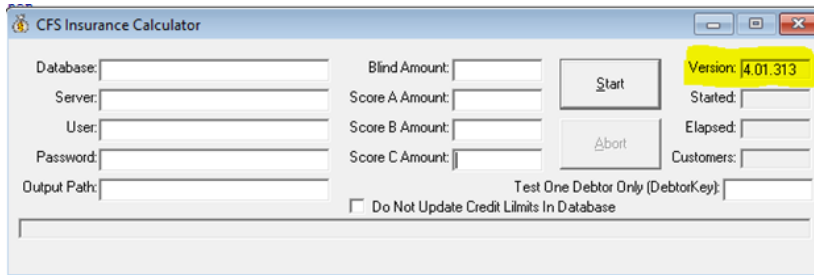 CFS Insurance Calculator
Database: Blind Amount: Start Version: 4.01.313
Server: Score A Amount: Started:
User: Score B Amount: Abort Elapsed:
Password: Score C Amount: Customers:
Output Path: Test One Debtor Only (DebtorKey):
Do Not Update Credit Lilmits In Database